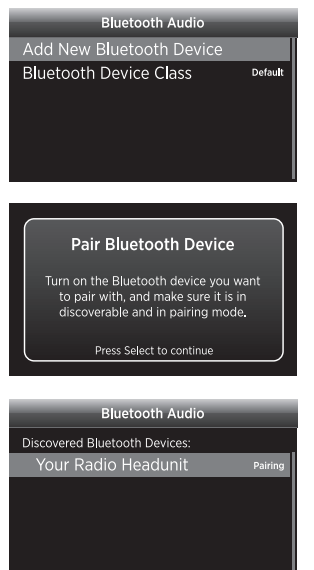 Bluetooth Audio
Add New Bluetooth Device
Bluetooth Device Class Default
Pair Bluetooth Device
Turn on the Bluetooth device you want
to pair with, and make sure it is in
discoverable and in pairing mode.
Press Select to continue
Bluetooth Audio
Discovered Bluetooth Devices:
Your Radio Headunit Pairing